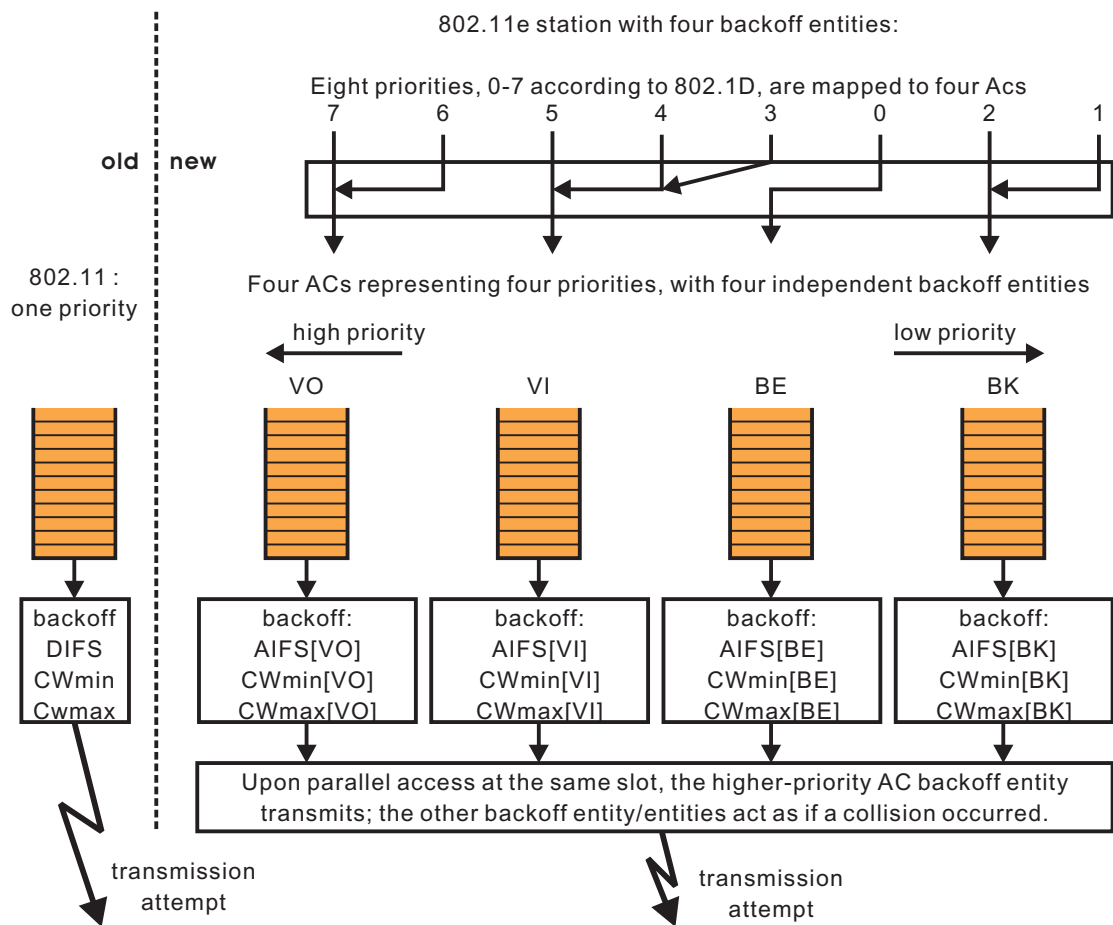 802.11e station with four backoff entities:
Eight priorities, 0-7 according to 802.1D, are mapped to four Acs
7 6 5 4 3 0 2 1
old new
802.11 :
one priority
Four ACs representing four priorities, with four independent backoff entities
high priority
low priority
VO VI BE BK
backoff
DIFS
CWmin
Cwmax
backoff:
AIFS[VO]
CWmin[VO]
CWmax[VO]
backoff:
AIFS[VI]
CWmin[VI]
CWmax[VI]
backoff:
AIFS[BE]
CWmin[BE]
CWmax[BE]
backoff:
AIFS[BK]
CWmin[BK]
CWmax[BK]
Upon parallel access at the same slot, the higher-priority AC backoff entity
transmits; the other backoff entity/entities act as if a collision occurred.
transmission
attempt
transmission
attempt